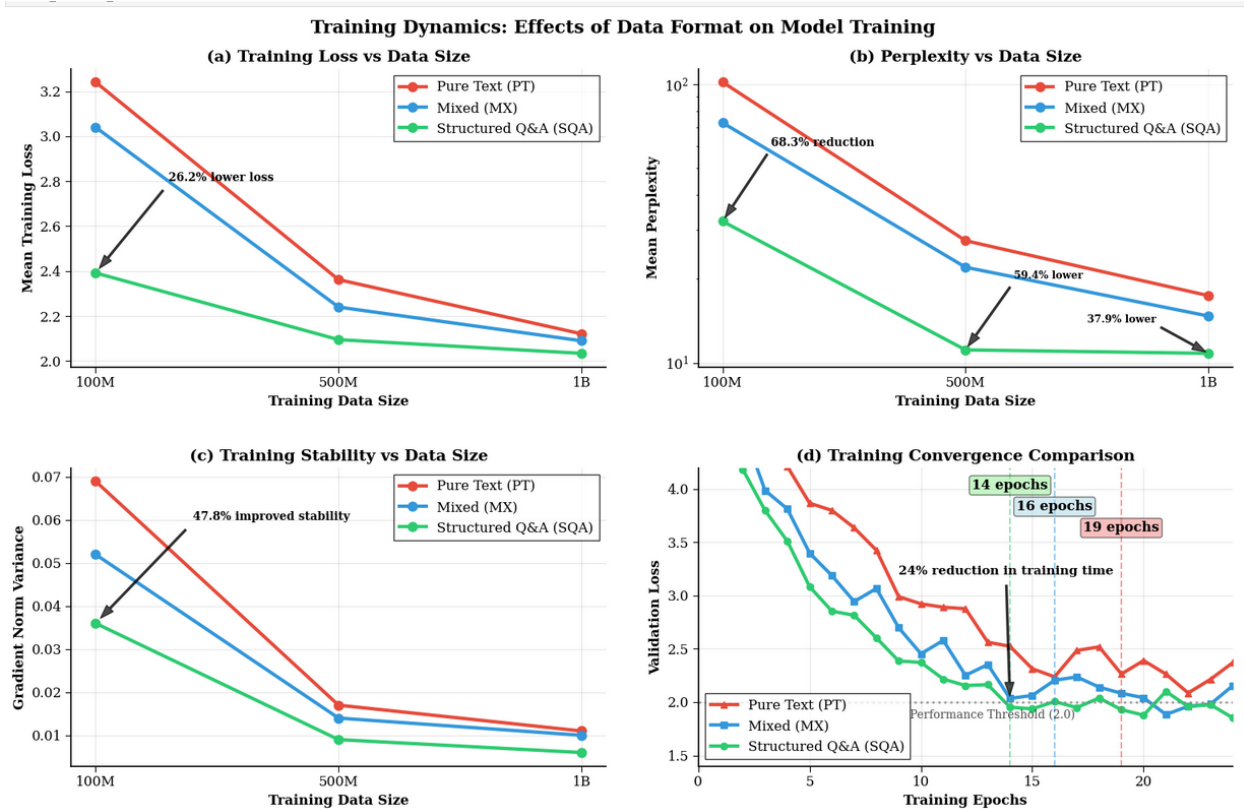 Training Dynamics: Effects of Data Format on Model Training
(a) Training Loss vs Data Size
3.2
3.0
2.8
2.6
2.4
2.2
2.0
Mean Training Loss
Pure Text (PT)
Mixed (MX)
Structured Q&A (SQA)
26.2% lower loss
100M
500M
1B
Training Data Size
(b) Perplexity vs Data Size
10²
10¹
Mean Perplexity
Pure Text (PT)
Mixed (MX)
Structured Q&A (SQA)
68.3% reduction
59.4% lower
37.9% lower
100M
500M
1B
Training Data Size
(c) Training Stability vs Data Size
0.07
0.06
0.05
0.04
0.03
0.02
0.01
Gradient Norm Variance
Pure Text (PT)
Mixed (MX)
Structured Q&A (SQA)
47.8% improved stability
100M
500M
1B
Training Data Size
(d) Training Convergence Comparison
4.0
3.5
3.0
2.5
2.0
1.5
Validation Loss
14 epochs
16 epochs
19 epochs
24% reduction in training time
Pure Text (PT)
Mixed (MX)
Structured Q&A (SQA)
Performance Threshold (2.0)
0
5
10
15
20
Training Epochs